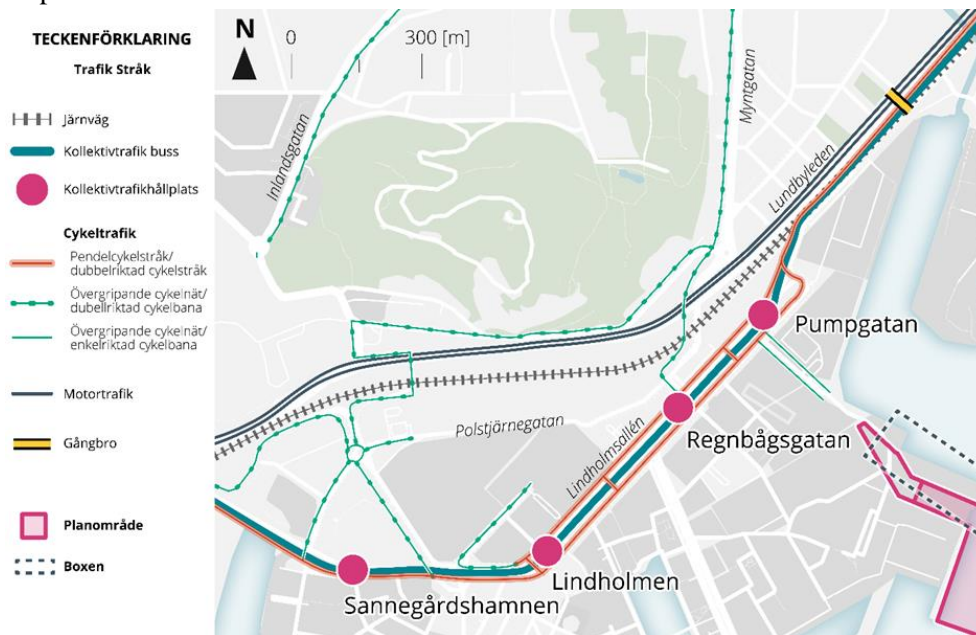 TECKENFÖRKLARING
Trafik Stråk
Järnväg
Kollektivtrafik buss
Kollektivtrafikhållplats
Cykeltrafik
Pendelcykelstråk/
dubbelriktad cykelstråk
Övergripande cykelnät/
dubellriktad cykelbana
Övergripande cykelnät/
enkelriktad cykelbana
Motortrafik
Gångbro
Planområde
Boxen
N
0 300 [m]
Inlandsgatan
Myntgatan
Lundbyleden
Pumpgatan
Regnbågsgatan
Polstjärnegatan
Lindholmsallén
Lindholmen
Sannegårdshamnen